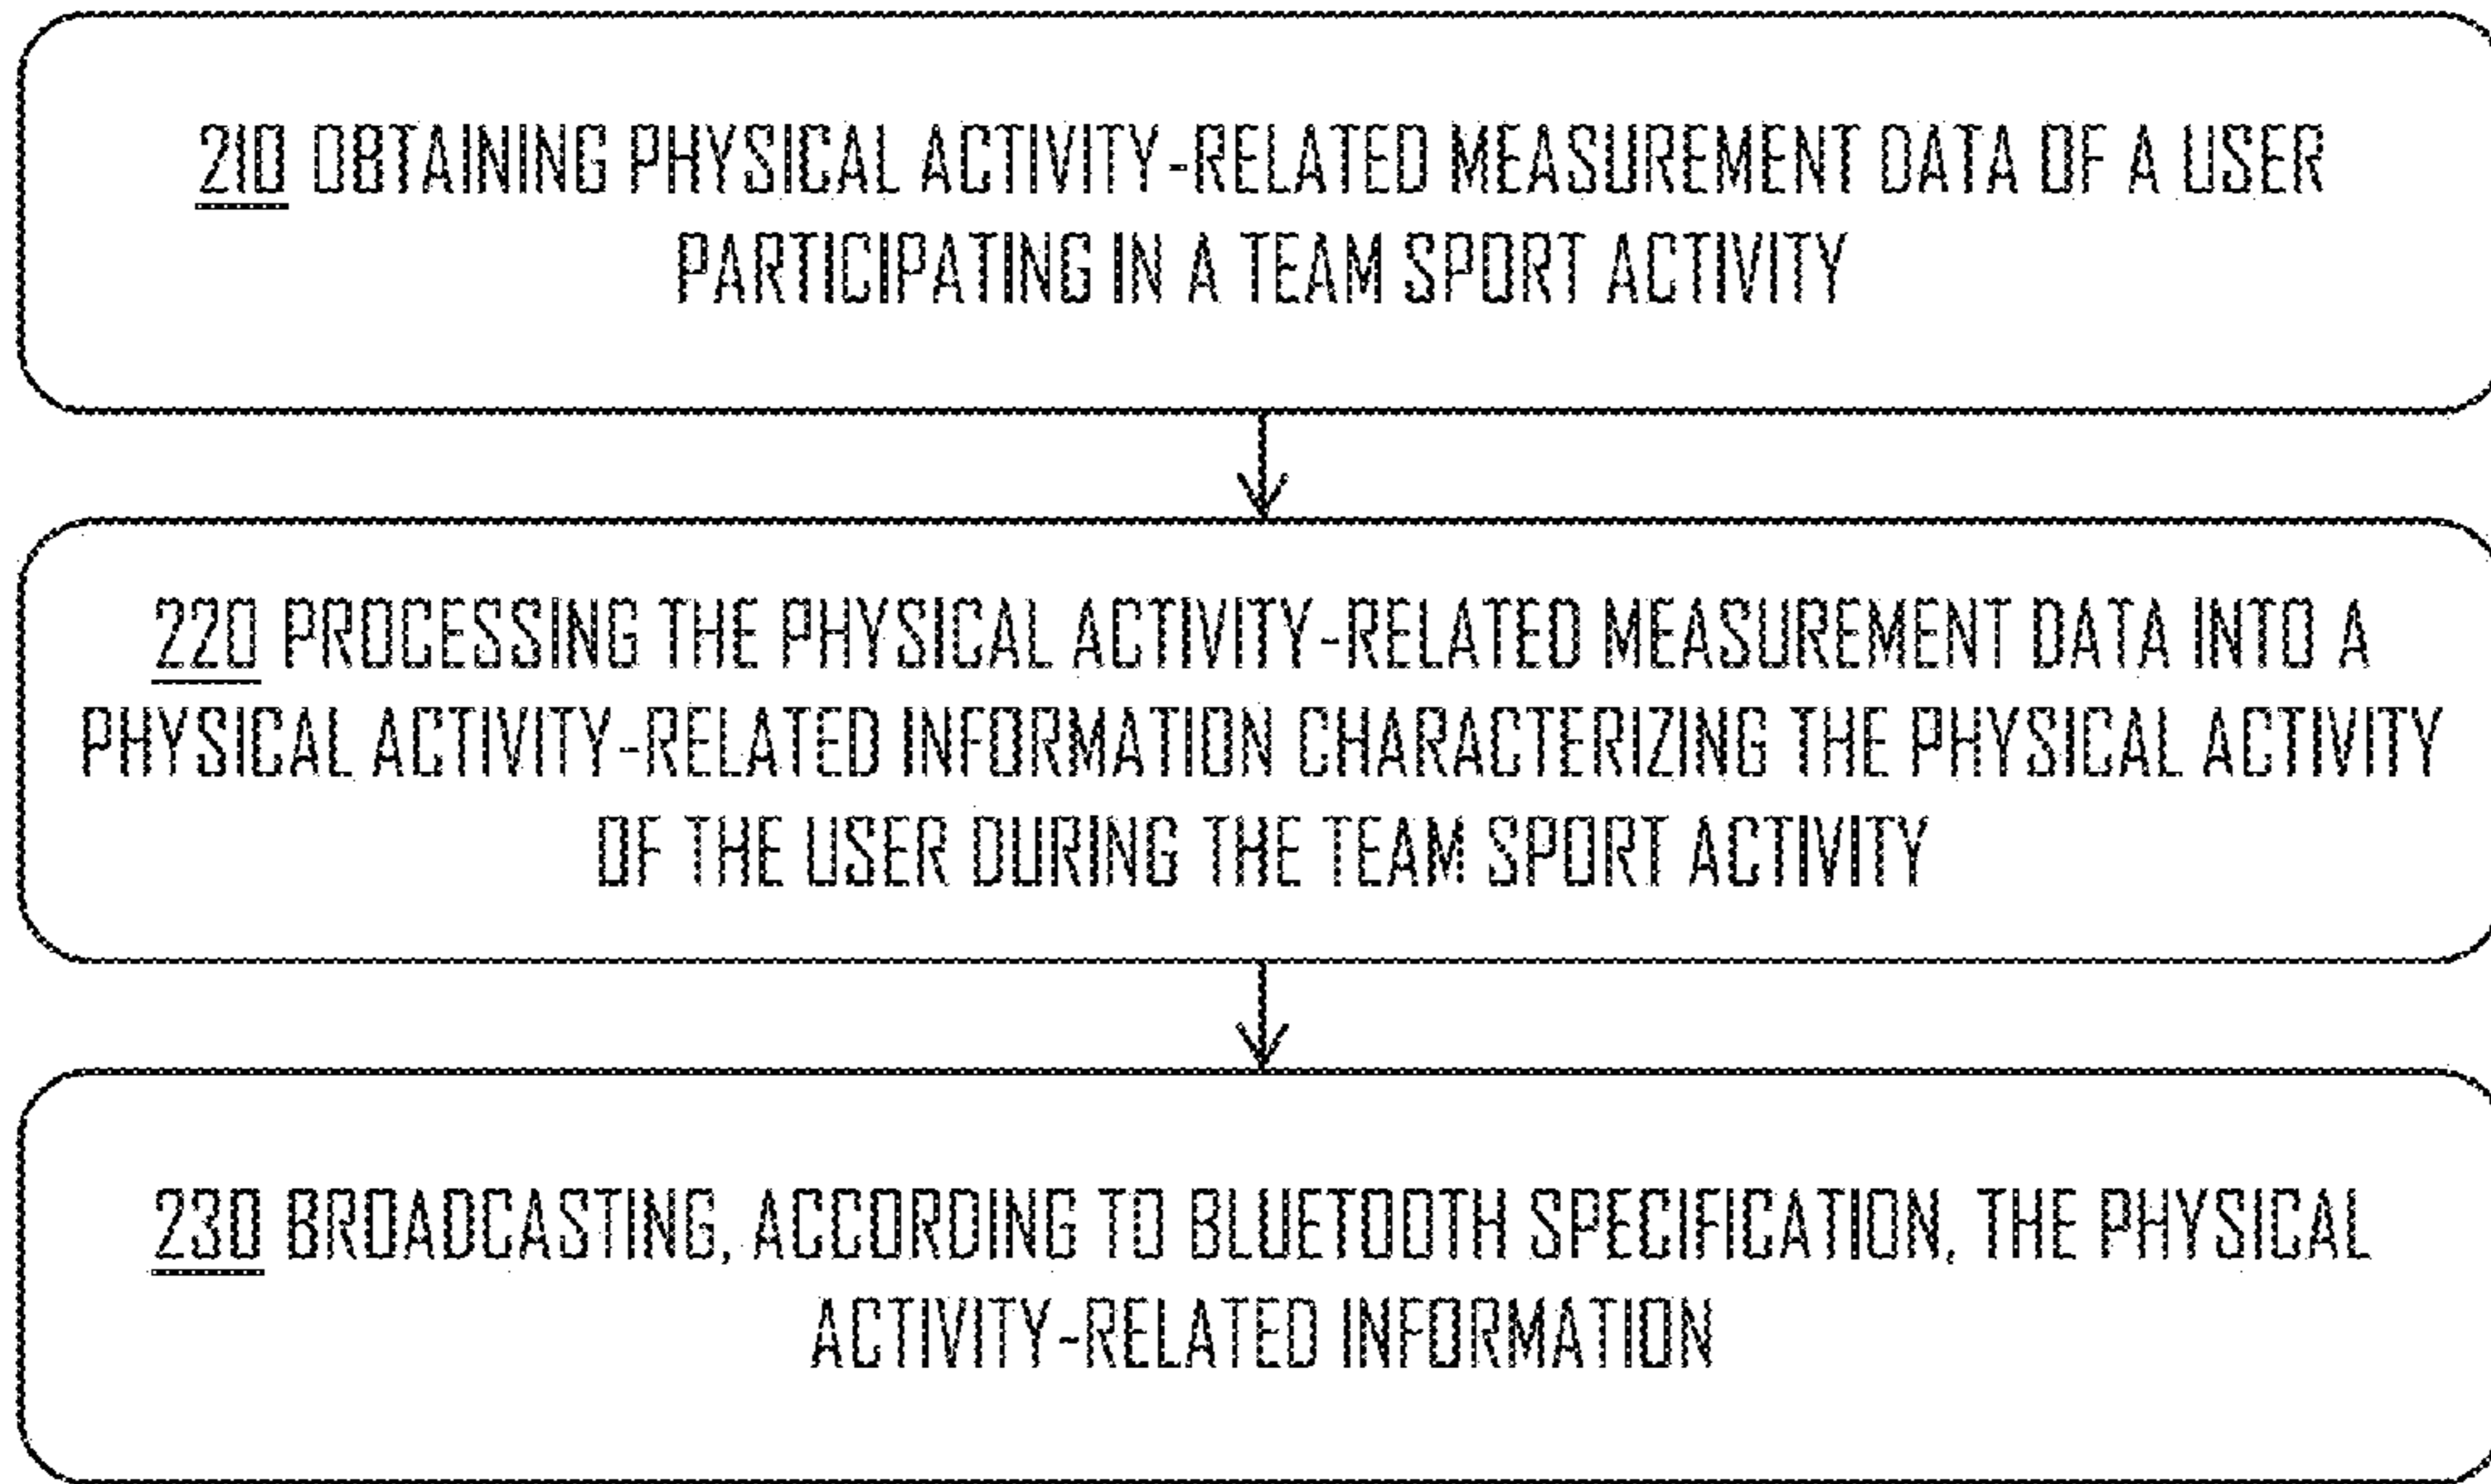 210 OBTAINING PHYSICAL ACTIVITY-RELATED MEASUREMENT DATA OF A USER
PARTICIPATING IN A TEAM SPORT ACTIVITY
220 PROCESSING THE PHYSICAL ACTIVITY-RELATED MEASUREMENT DATA INTO A
PHYSICAL ACTIVITY-RELATED INFORMATION CHARACTERIZING THE PHYSICAL ACTIVITY
OF THE USER DURING THE TEAM SPORT ACTIVITY
230 BROADCASTING, ACCORDING TO BLUETOOTH SPECIFICATION, THE PHYSICAL
ACTIVITY-RELATED INFORMATION